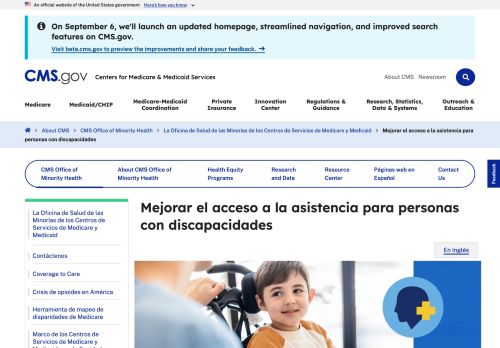 An official website of the United States government Here's how you know
On September 6, we'll launch an updated homepage, streamlined navigation, and improved search
features on CMS.gov.
Visit beta.cms.gov to preview the improvements and share your feedback.
CMS.gov Centers for Medicare & Medicaid Services
About CMS Newsroom
Medicare Medicaid/CHIP Medicare-Medicaid Coordination Private Insurance Innovation Center Regulations & Guidance Research, Statistics, Data & Systems Outreach & Education
About CMS CMS Office of Minority Health La Oficina de Salud de las Minorías de los Centros de Servicios de Medicare y Medicaid Mejorar el acceso a la asistencia para
personas con discapacidades
Feedback
CMS Office of Minority Health About CMS Office of Minority Health Health Equity Programs Research and Data Resource Center Páginas web en Español Contact Us
La Oficina de Salud de las
Minorías de los Centros de
Servicios de Medicare y
Medicaid
Contáctenos
Coverage to Care
Crisis de opioides en América
Herramienta de mapeo de
disparidades de Medicare
Marco de los Centros de
Servicios de Medicare y
Mejorar el acceso a la asistencia para personas
con discapacidades
En inglés